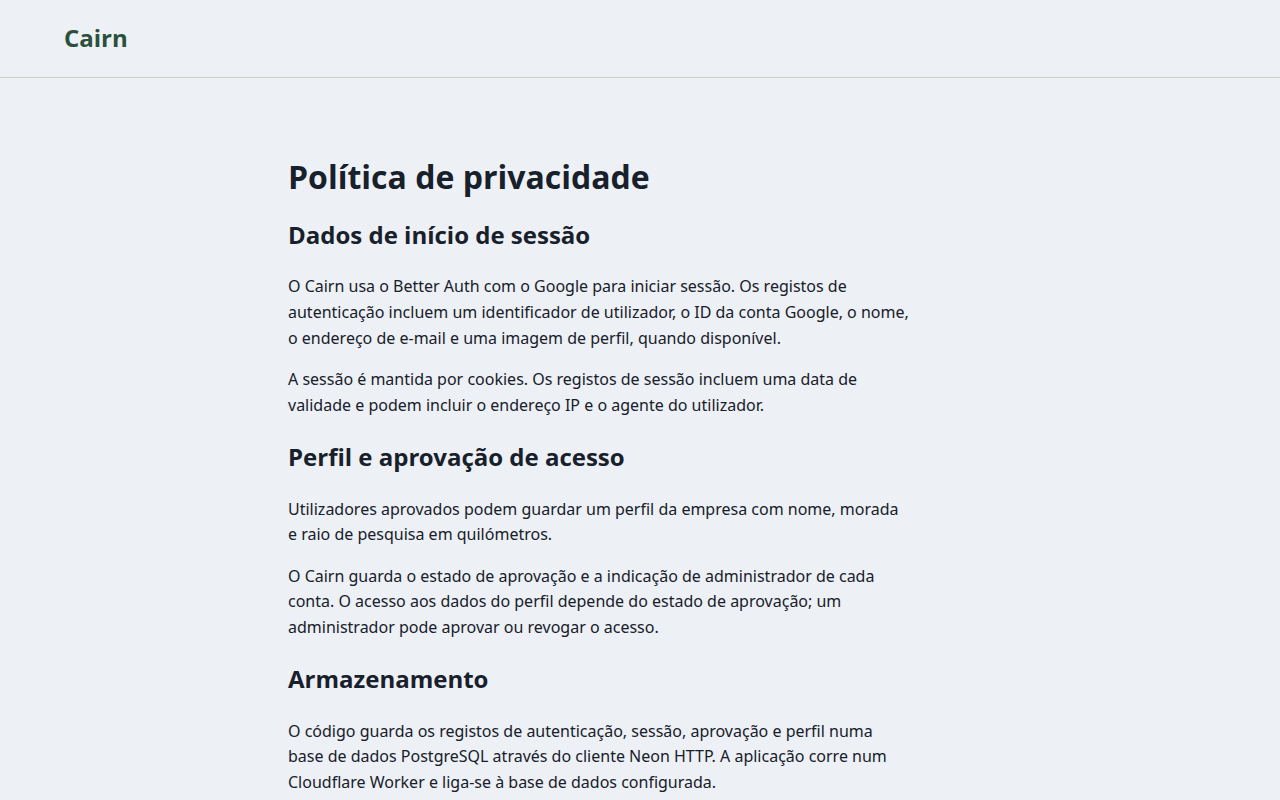 Cairn
Política de privacidade
Dados de início de sessão
O Cairn usa o Better Auth com o Google para iniciar sessão. Os registos de
autenticação incluem um identificador de utilizador, o ID da conta Google, o nome,
o endereço de e-mail e uma imagem de perfil, quando disponível.
A sessão é mantida por cookies. Os registos de sessão incluem uma data de
validade e podem incluir o endereço IP e o agente do utilizador.
Perfil e aprovação de acesso
Utilizadores aprovados podem guardar um perfil da empresa com nome, morada
e raio de pesquisa em quilómetros.
O Cairn guarda o estado de aprovação e a indicação de administrador de cada
conta. O acesso aos dados do perfil depende do estado de aprovação; um
administrador pode aprovar ou revogar o acesso.
Armazenamento
O código guarda os registos de autenticação, sessão, aprovação e perfil numa
base de dados PostgreSQL através do cliente Neon HTTP. A aplicação corre num
Cloudflare Worker e liga-se à base de dados configurada.